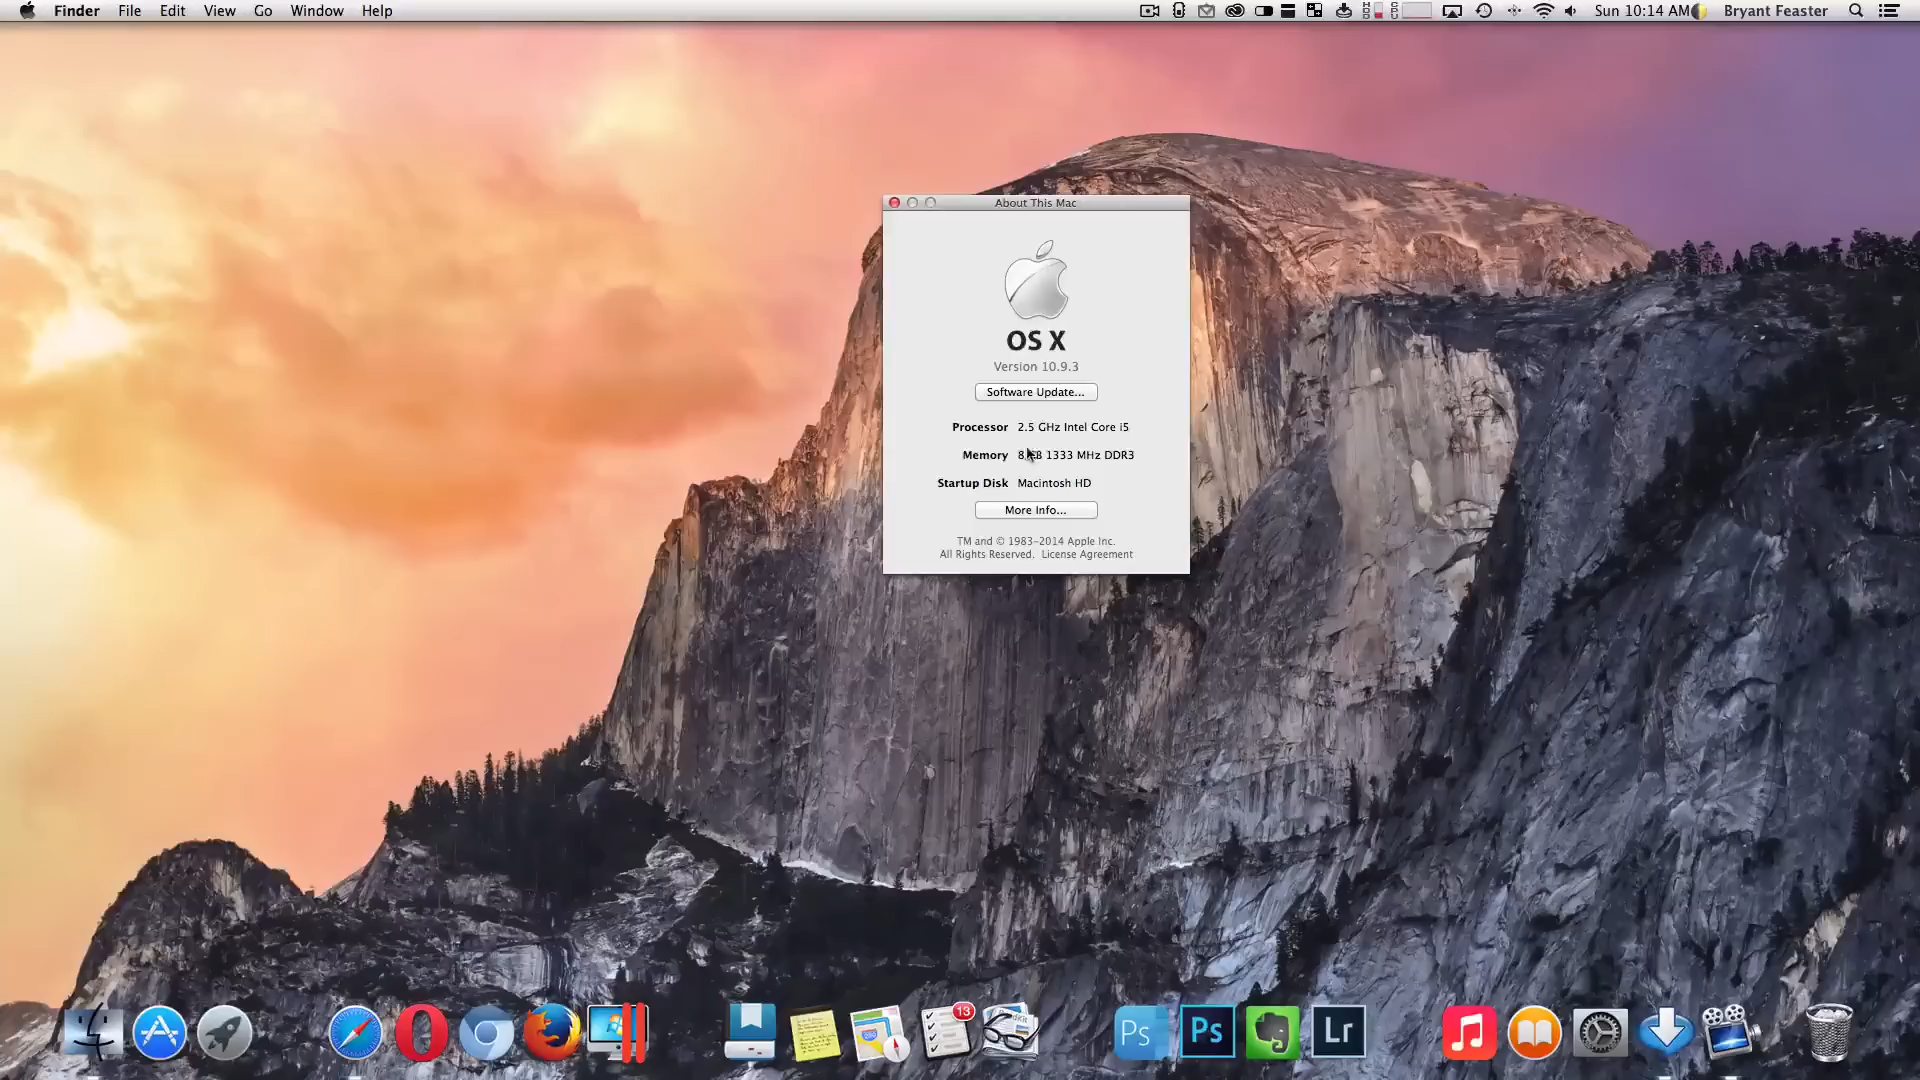 Finder File Edit View Go Window Help
Sun 10:14 AM Bryant Feaster
About This Mac
OS X
Version 10.9.3
Software Update...
Processor 2.5 GHz Intel Core i5
Memory 1333 MHz DDR3
Startup Disk Macintosh HD
More Info...
TM and © 1983-2014 Apple Inc.
All Rights Reserved. License Agreement
13
Ps Ps Lr